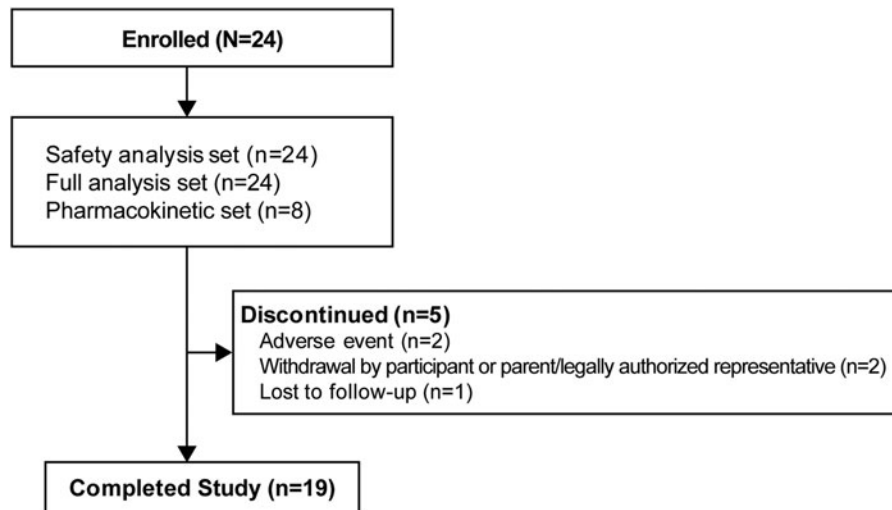 Enrolled (N=24)
Safety analysis set (n=24)
Full analysis set (n=24)
Pharmacokinetic set (n=8)
Discontinued (n=5)
Adverse event (n=2)
Withdrawal by participant or parent/legally authorized representative (n=2)
Lost to follow-up (n=1)
Completed Study (n=19)